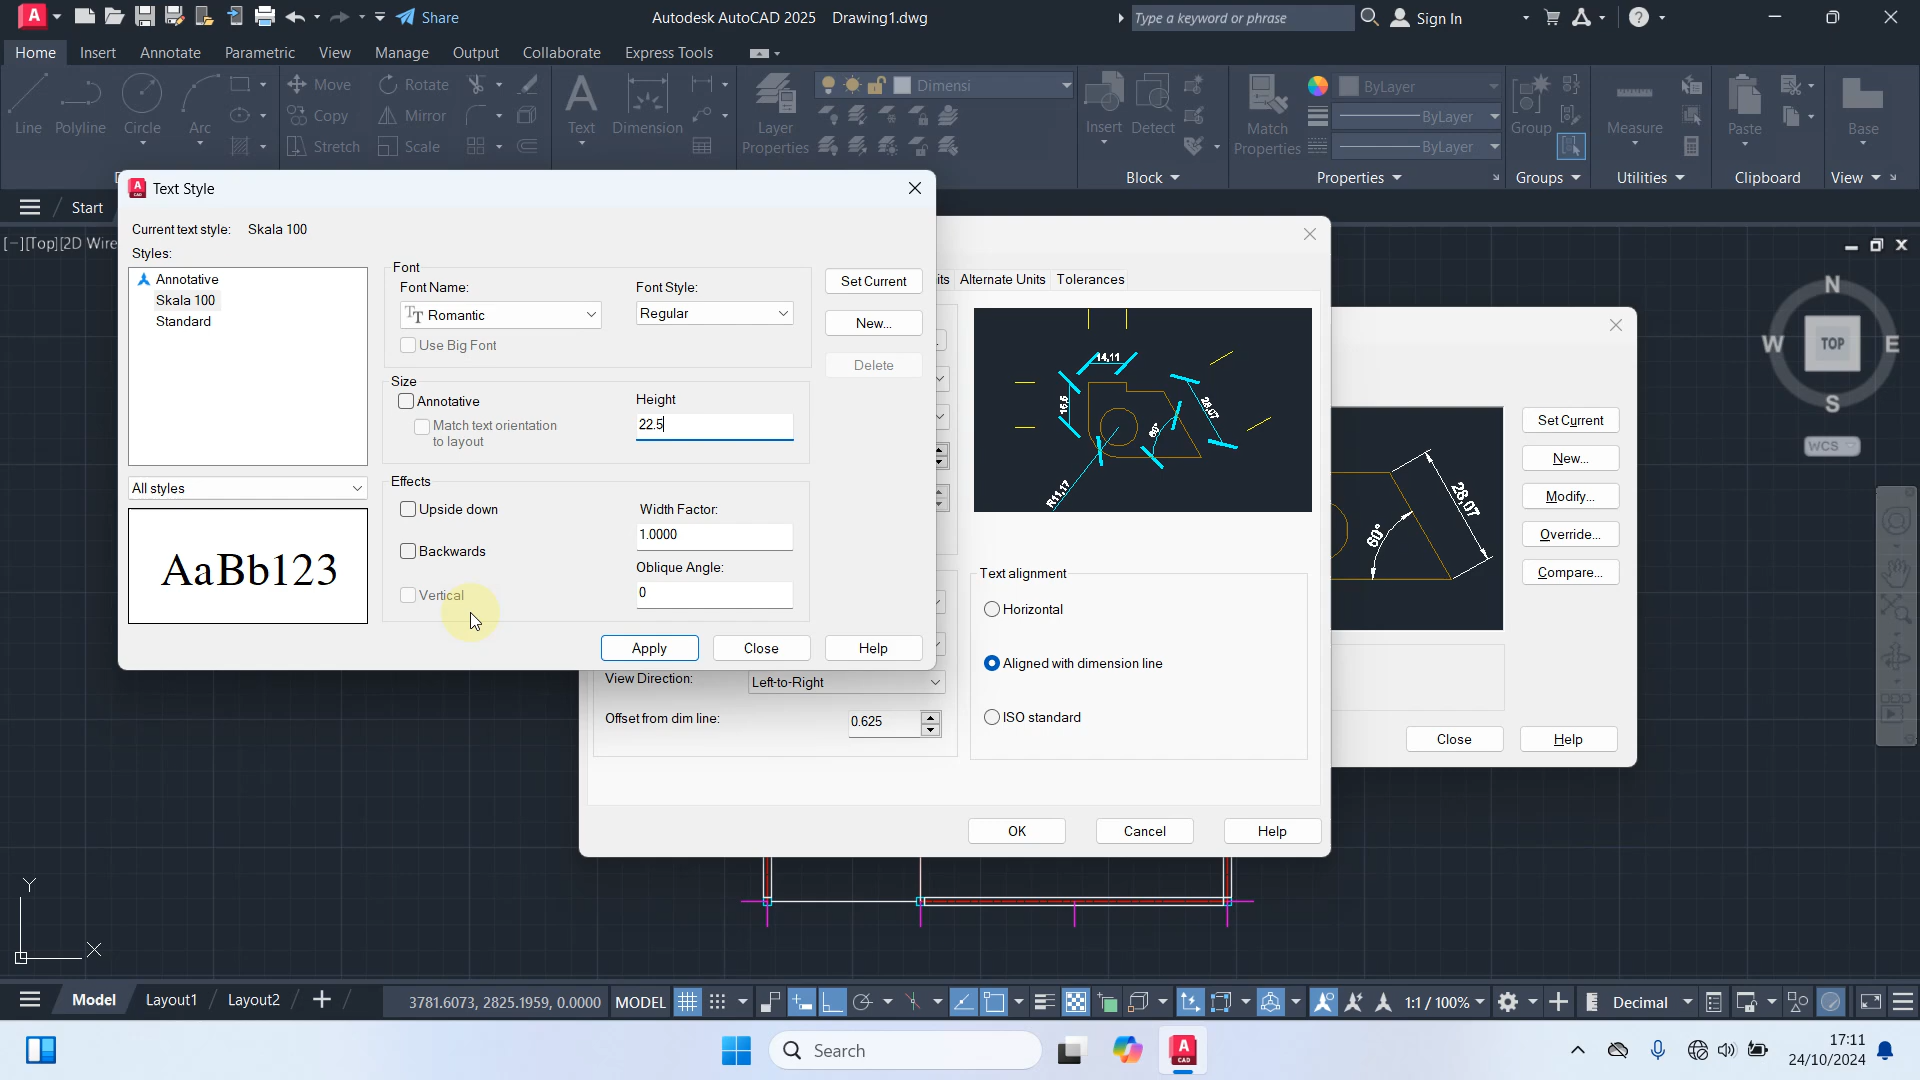 Share
Autodesk AutoCAD 2025 Drawing1.dwg
Type a keyword or phrase
Sign In
Home Insert Annotate Parametric View Manage Output Collaborate Express Tools
Line Polyline Circle Arc
Move Rotate
Copy Mirror
Stretch Scale
Text Dimension
Layer Properties
Dimensi
Insert Detect
Block
Match Properties
ByLayer
ByLayer
ByLayer
Properties
Group
Groups
Measure
Utilities
Paste
Clipboard
Base
View
Start
[−][Top][2D Wire
Text Style
Current text style: Skala 100
Styles:
Annotative
Skala 100
Standard
All styles
AaBb123
Font
Font Name:
Romantic
Font Style:
Regular
Use Big Font
Size
Annotative
Match text orientation
to layout
Height
22.5
Effects
Upside down
Backwards
Vertical
Width Factor:
1.0000
Oblique Angle:
0
Set Current
New...
Delete
Apply
Close
Help
its Alternate Units Tolerances
14,11
16,6
28,07
60°
R11,17
Text alignment
Horizontal
Aligned with dimension line
ISO standard
View Direction:
Left-to-Right
Offset from dim line:
0.625
OK
Cancel
Help
28,07
60°
Set Current
New...
Modify...
Override...
Compare...
Close
Help
N
W TOP E
S
WCS
Y
X
Model Layout1 Layout2
3781.6073, 2825.1959, 0.0000 MODEL
1:1 / 100%
Decimal
Search
17:11
24/10/2024